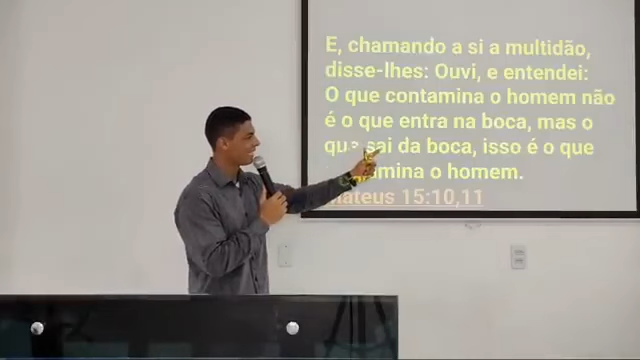 E, chamando a si a multidão,
disse-lhes: Ouvi, e entendei:
O que contamina o homem não
é o que entra na boca, mas o
sai da boca, isso é o que
o homem.
15:10,11